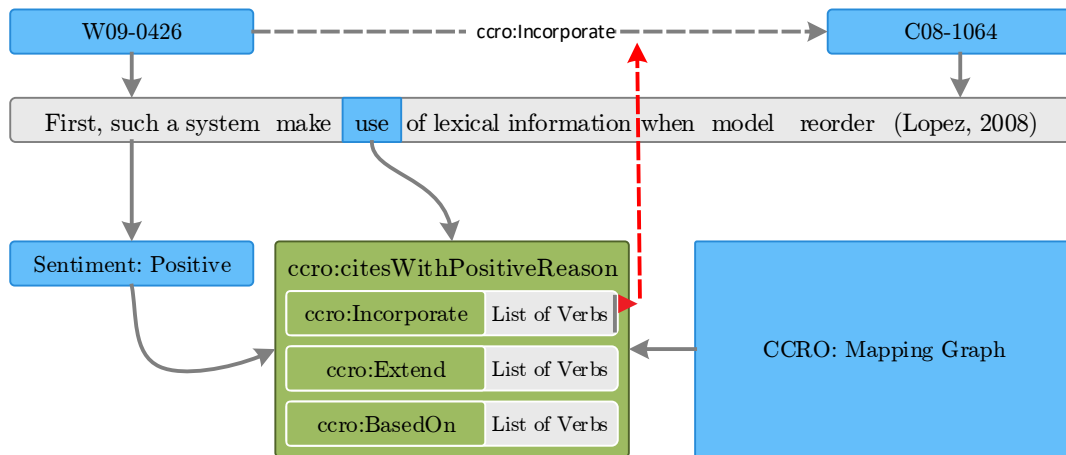 W09-0426
ccro:Incorporate
C08-1064
First, such a system make use of lexical information when model reorder (Lopez, 2008)
Sentiment: Positive
ccro:citesWithPositiveReason
ccro:Incorporate List of Verbs
ccro:Extend List of Verbs
ccro:BasedOn List of Verbs
CCRO: Mapping Graph